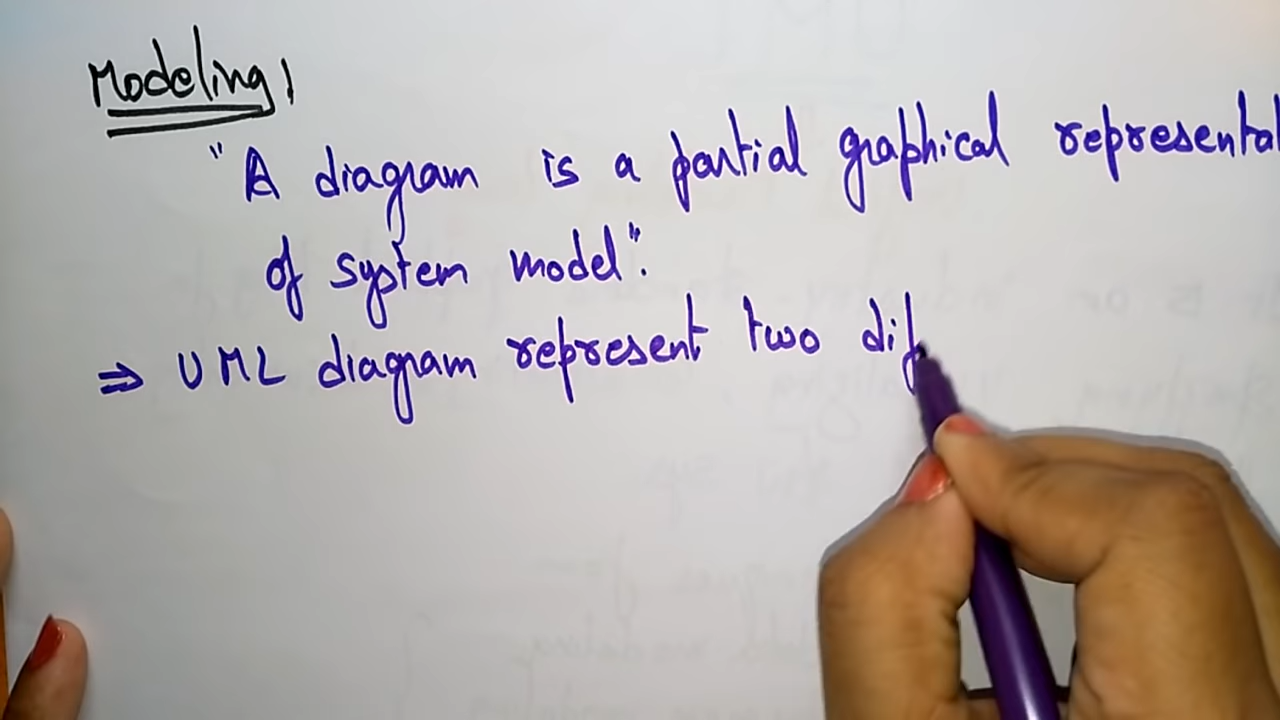 Modeling:
"A diagram is a partial graphical representat
of system model".
⇒ UML diagram represent two dif